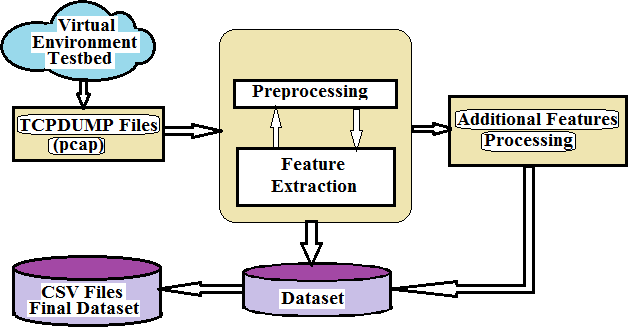 Virtual
Environment
Testbed
TCPDUMP Files
(pcap)
Preprocessing
Feature
Extraction
Additional Features
Processing
CSV Files
Final Dataset
Dataset